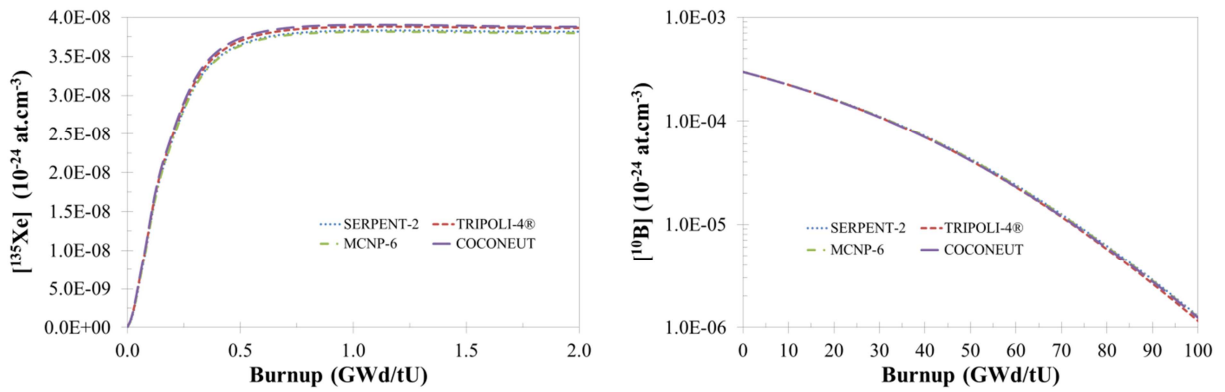 4.0E-08
3.5E-08
3.0E-08
2.5E-08
2.0E-08
1.5E-08
1.0E-08
5.0E-09
0.0E+00
[¹³⁵Xe] (10⁻²⁴ at.cm⁻³)
SERPENT-2 TRIPOLI-4®
MCNP-6 COCONEUT
0.0 0.5 1.0 1.5 2.0
Burnup (GWd/tU)
1.0E-03
1.0E-04
1.0E-05
1.0E-06
[¹⁰B] (10⁻²⁴ at.cm⁻³)
SERPENT-2 TRIPOLI-4®
MCNP-6 COCONEUT
0 10 20 30 40 50 60 70 80 90 100
Burnup (GWd/tU)